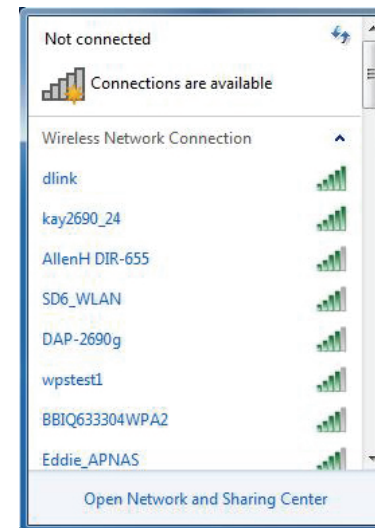 Not connected
Connections are available
Wireless Network Connection
dlink
kay2690_24
AllenH DIR-655
SD6_WLAN
DAP-2690g
wpstest1
BBIQ633304WPA2
Eddie_APNAS
Open Network and Sharing Center